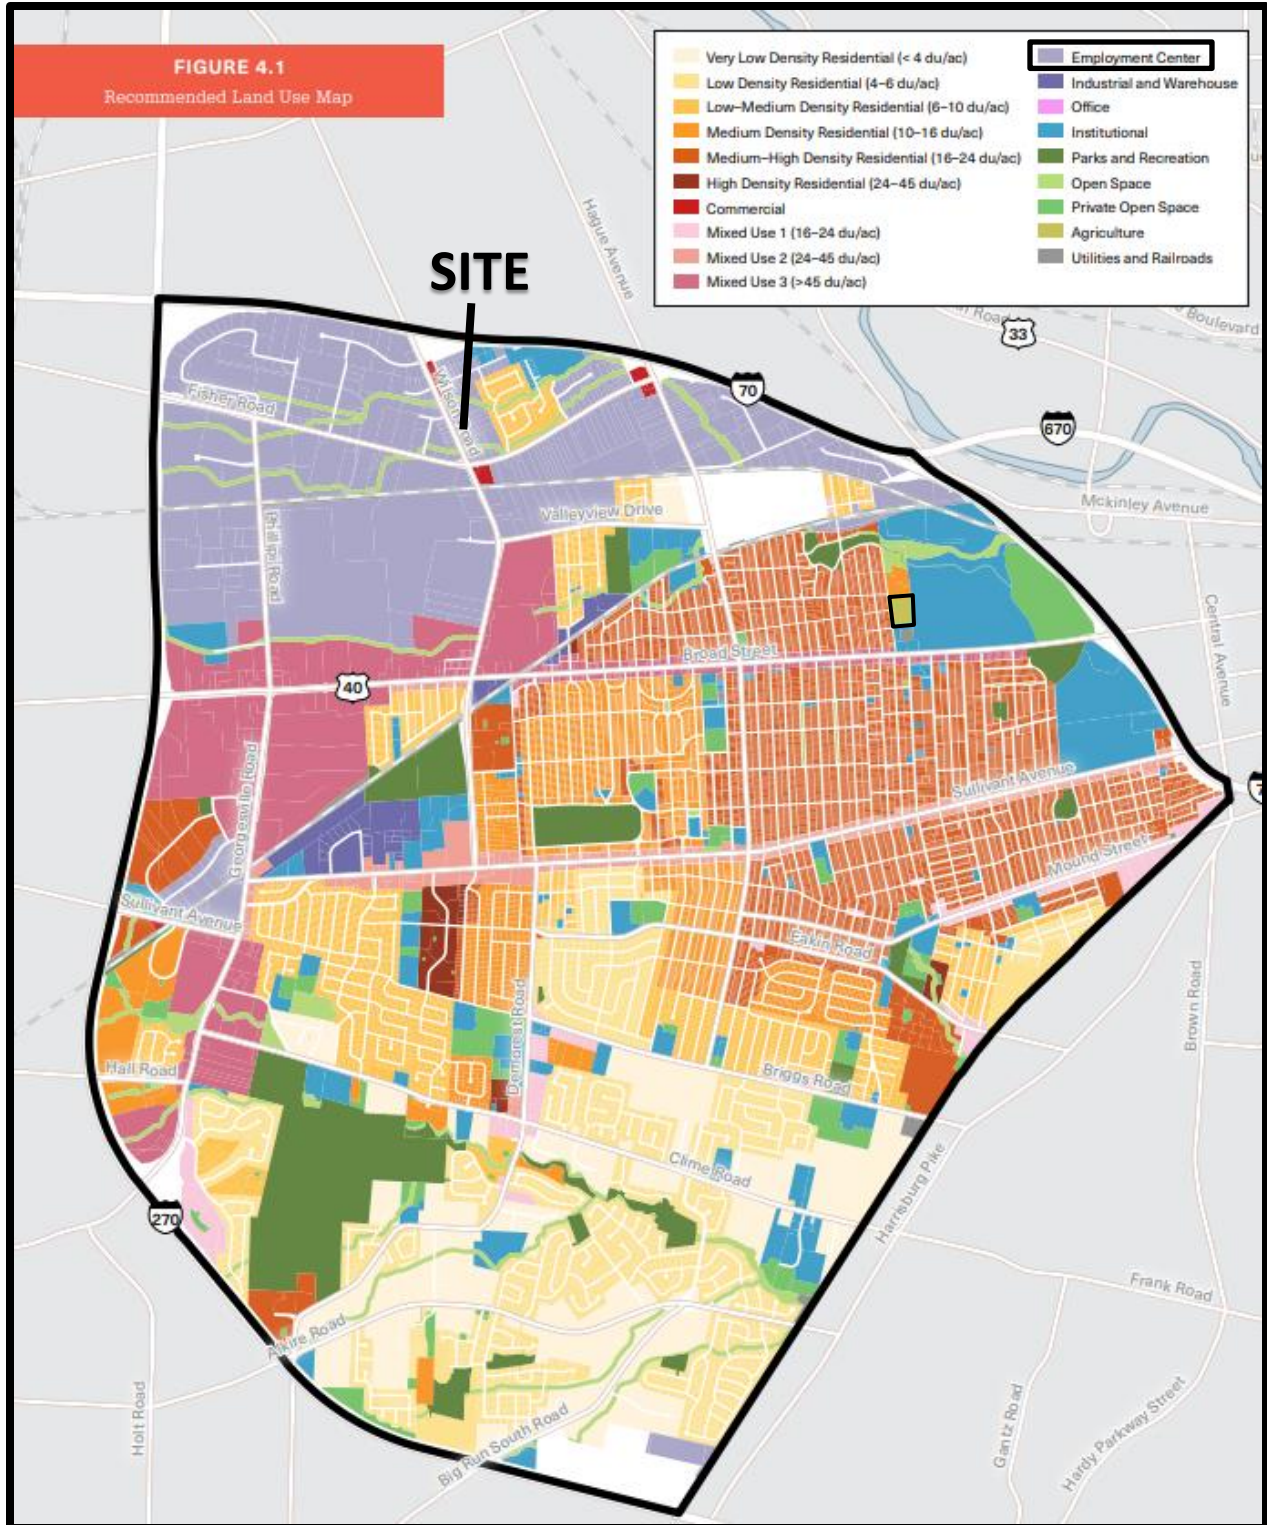 FIGURE 4.1
Recommended Land Use Map
Very Low Density Residential (< 4 du/ac)
Low Density Residential (4–6 du/ac)
Low–Medium Density Residential (6–10 du/ac)
Medium Density Residential (10–16 du/ac)
Medium–High Density Residential (16–24 du/ac)
High Density Residential (24–45 du/ac)
Commercial
Mixed Use 1 (16–24 du/ac)
Mixed Use 2 (24–45 du/ac)
Mixed Use 3 (>45 du/ac)
Employment Center
Industrial and Warehouse
Office
Institutional
Parks and Recreation
Open Space
Private Open Space
Agriculture
Utilities and Railroads
Hague Avenue
SITE
Road
Boulevard
33
70
670
Fisher Road
Wilson Road
Mckinley Avenue
Valleyview Drive
Phillipi Road
Central Avenue
Broad Street
40
Georgesville Road
Sullivant Avenue
Mound Street
Sullivant Avenue
Eakin Road
Demorest Road
Brown Road
Hall Road
Briggs Road
Clime Road
Harrisburg Pike
270
Frank Road
Alkire Road
Holt Road
Big Run South Road
Gantz Road
Hardy Parkway Street